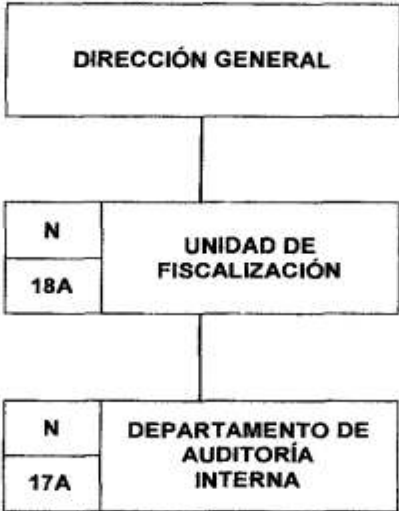 DIRECCIÓN GENERAL
N
18A
UNIDAD DE
FISCALIZACIÓN
N
17A
DEPARTAMENTO DE
AUDITORÍA
INTERNA